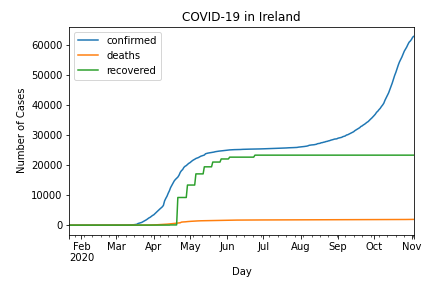 COVID-19 in Ireland
confirmed
deaths
recovered
Number of Cases
60000
50000
40000
30000
20000
10000
0
Feb Mar Apr May Jun Jul Aug Sep Oct Nov
2020
Day